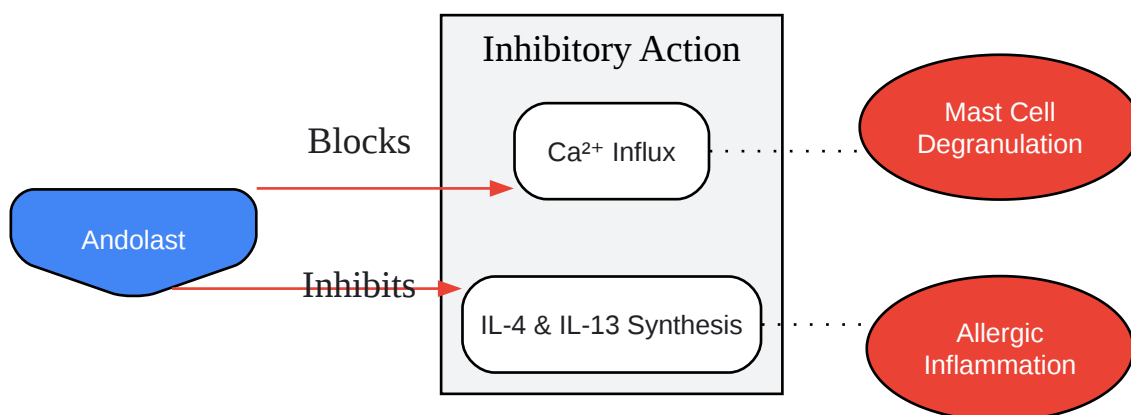 Inhibitory Action
Blocks
Ca²⁺ Influx
Mast Cell
Degranulation
Andolast
Inhibits
IL-4 & IL-13 Synthesis
Allergic
Inflammation